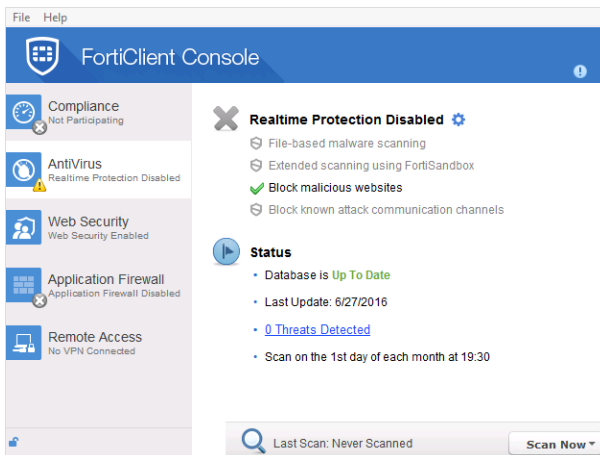 File Help
FortiClient Console
Compliance
Not Participating
AntiVirus
Realtime Protection Disabled
Web Security
Web Security Enabled
Application Firewall
Application Firewall Disabled
Remote Access
No VPN Connected
Realtime Protection Disabled
File-based malware scanning
Extended scanning using FortiSandbox
Block malicious websites
Block known attack communication channels
Status
Database is Up To Date
Last Update: 6/27/2016
0 Threats Detected
Scan on the 1st day of each month at 19:30
Last Scan: Never Scanned
Scan Now